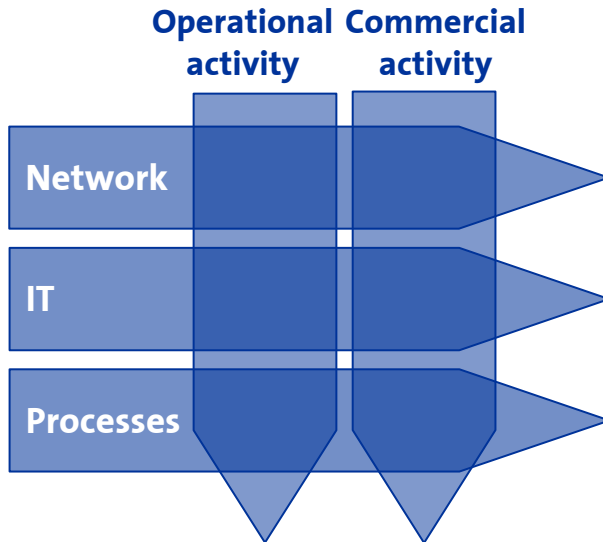 Operational Commercial
activity activity
Network
IT
Processes